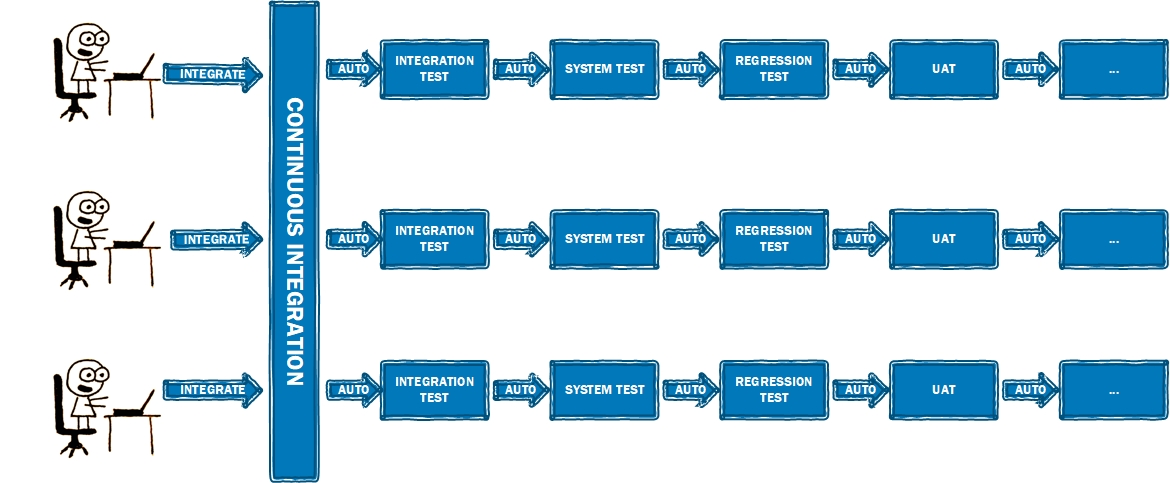 INTEGRATE
CONTINUOUS INTEGRATION
AUTO
INTEGRATION
TEST
AUTO
SYSTEM TEST
AUTO
REGRESSION
TEST
AUTO
UAT
AUTO
...
INTEGRATE
AUTO
INTEGRATION
TEST
AUTO
SYSTEM TEST
AUTO
REGRESSION
TEST
AUTO
UAT
AUTO
...
INTEGRATE
AUTO
INTEGRATION
TEST
AUTO
SYSTEM TEST
AUTO
REGRESSION
TEST
AUTO
UAT
AUTO
...